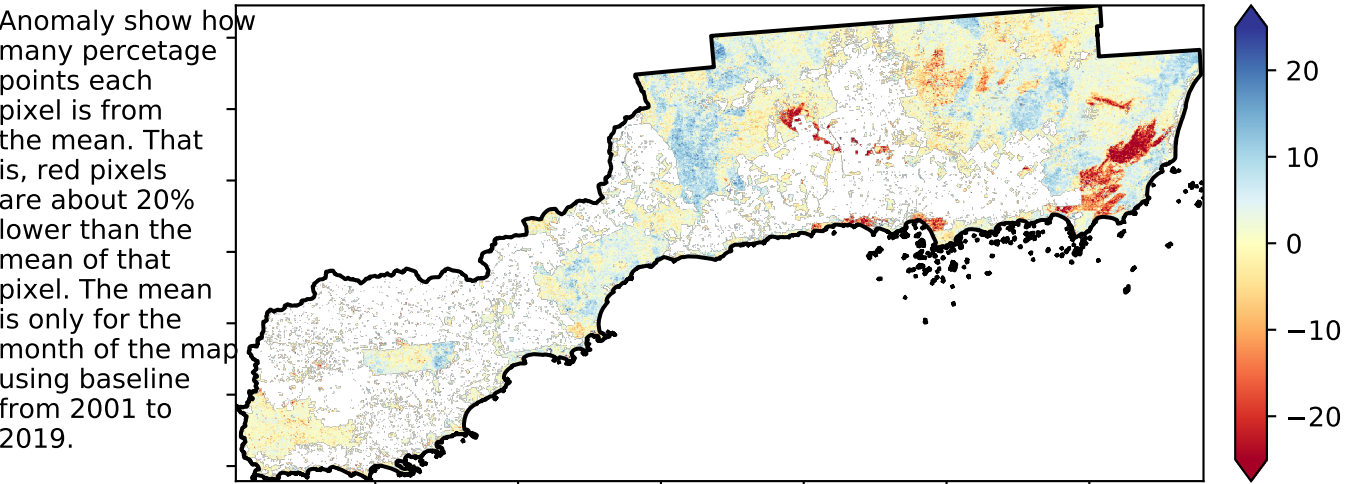 Anomaly show how
many percetage
points each
pixel is from
the mean. That
is, red pixels
are about 20%
lower than the
mean of that
pixel. The mean
is only for the
month of the map
using baseline
from 2001 to
2019.
20
10
0
−10
−20